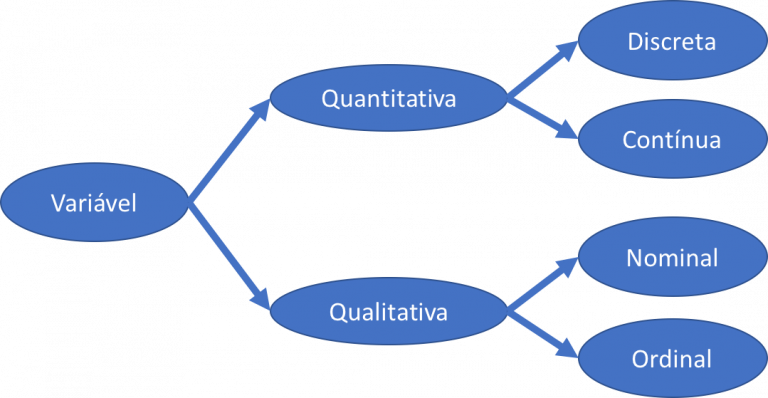 Variável
Quantitativa
Discreta
Contínua
Qualitativa
Nominal
Ordinal